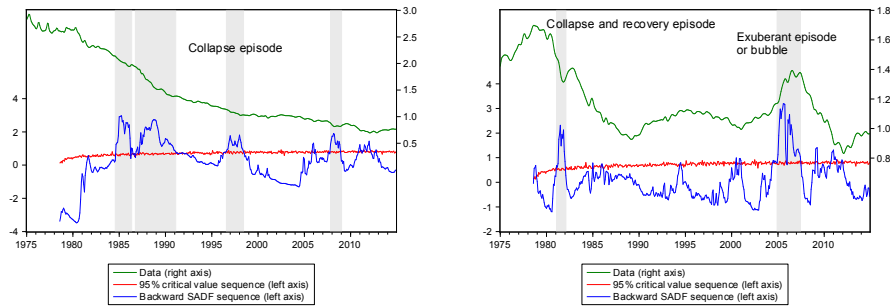 Collapse episode
3.0
2.5
2.0
1.5
1.0
0.5
4
2
0
-2
-4
1975 1980 1985 1990 1995 2000 2005 2010
Data (right axis)
95% critical value sequence (left axis)
Backward SADF sequence (left axis)
Collapse and recovery episode
Exuberant episode
or bubble
1.8
1.6
1.4
1.2
1.0
0.8
4
3
2
1
0
-1
-2
1975 1980 1985 1990 1995 2000 2005 2010
Data (right axis)
95% critical value sequence (left axis)
Backward SADF sequence (left axis)